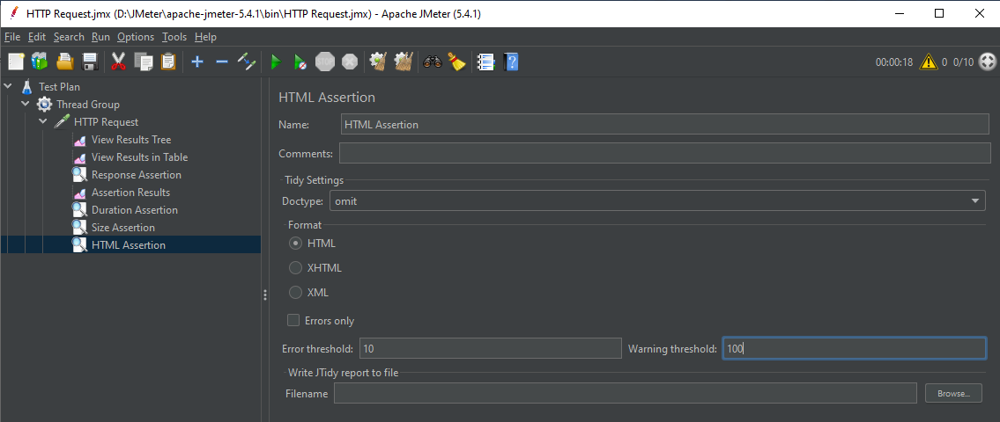 HTTP Request.jmx (D:\JMeter\apache-jmeter-5.4.1\bin\HTTP Request.jmx) - Apache JMeter (5.4.1)
File Edit Search Run Options Tools Help
STOP 00:00:18 0 0/10 ?
Test Plan
Thread Group
HTTP Request
View Results Tree
View Results in Table
Response Assertion
Assertion Results
Duration Assertion
Size Assertion
HTML Assertion
HTML Assertion
Name: HTML Assertion
Comments:
Tidy Settings
Doctype: omit
Format
HTML
XHTML
XML
Errors only
Error threshold: 10 Warning threshold: 100
Write JTidy report to file
Filename Browse...